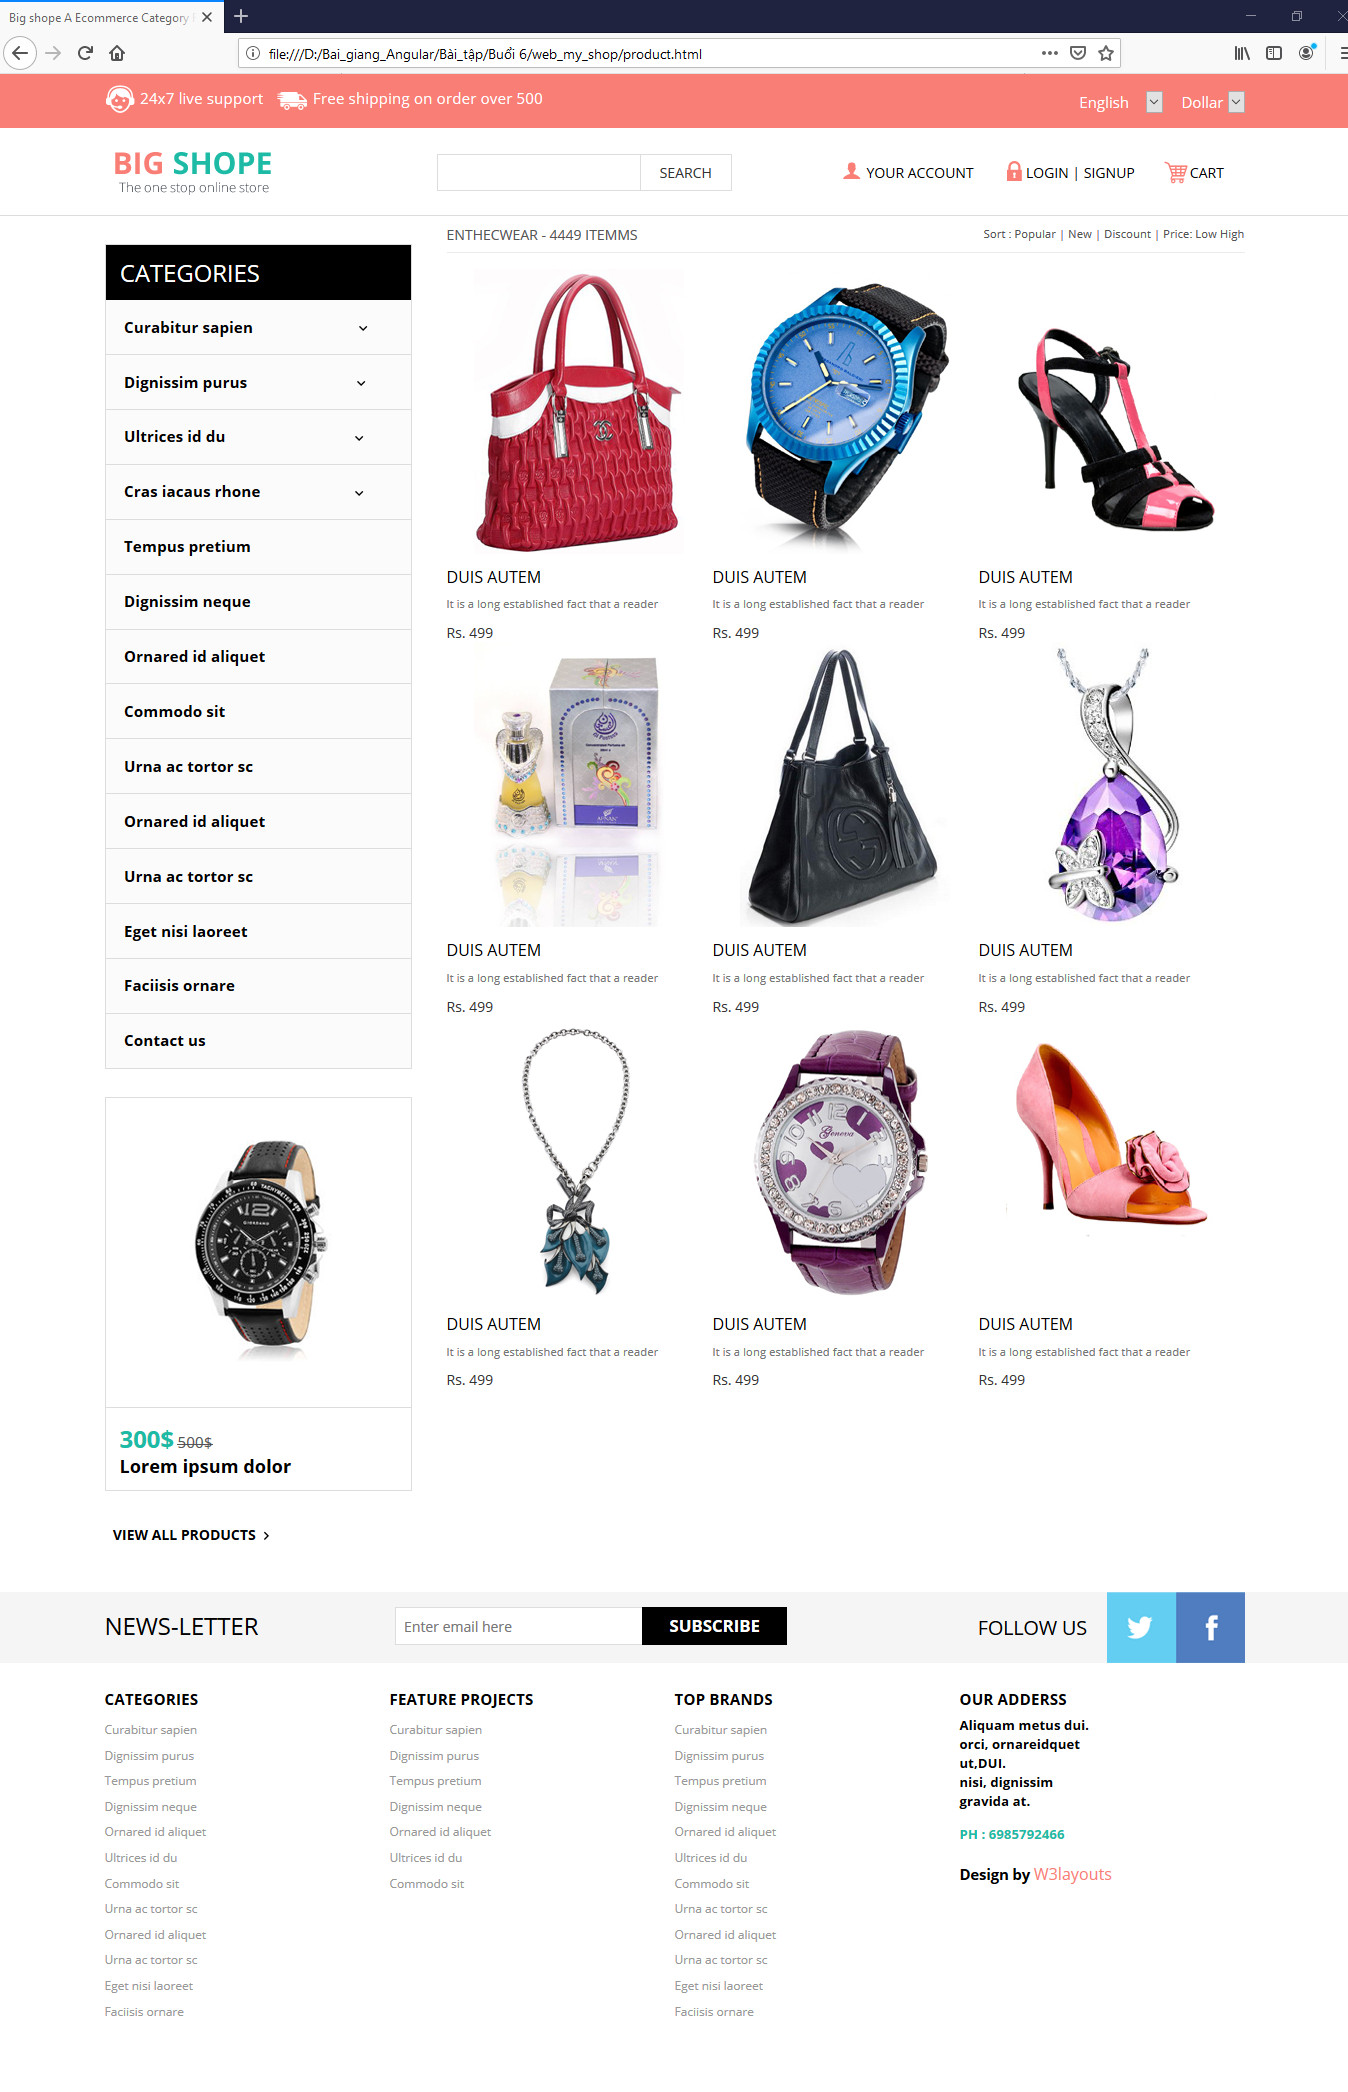 Big shope A Ecommerce Category
file:///D:/Bai_giang_Angular/Bài_tập/Buổi 6/web_my_shop/product.html
24x7 live support Free shipping on order over 500 English Dollar
BIG SHOPE
The one stop online store
SEARCH
YOUR ACCOUNT LOGIN | SIGNUP CART
ENTHECWEAR - 4449 ITEMMS
Sort : Popular | New | Discount | Price: Low High
CATEGORIES
Curabitur sapien
Dignissim purus
Ultrices id du
Cras iacaus rhone
Tempus pretium
Dignissim neque
Ornared id aliquet
Commodo sit
Urna ac tortor sc
Ornared id aliquet
Urna ac tortor sc
Eget nisi laoreet
Faciisis ornare
Contact us
300$ 500$
Lorem ipsum dolor
VIEW ALL PRODUCTS
DUIS AUTEM
It is a long established fact that a reader
Rs. 499
DUIS AUTEM
It is a long established fact that a reader
Rs. 499
DUIS AUTEM
It is a long established fact that a reader
Rs. 499
DUIS AUTEM
It is a long established fact that a reader
Rs. 499
DUIS AUTEM
It is a long established fact that a reader
Rs. 499
DUIS AUTEM
It is a long established fact that a reader
Rs. 499
DUIS AUTEM
It is a long established fact that a reader
Rs. 499
DUIS AUTEM
It is a long established fact that a reader
Rs. 499
DUIS AUTEM
It is a long established fact that a reader
Rs. 499
NEWS-LETTER
Enter email here
SUBSCRIBE
FOLLOW US
CATEGORIES
Curabitur sapien
Dignissim purus
Tempus pretium
Dignissim neque
Ornared id aliquet
Ultrices id du
Commodo sit
Urna ac tortor sc
Ornared id aliquet
Urna ac tortor sc
Eget nisi laoreet
Faciisis ornare
FEATURE PROJECTS
Curabitur sapien
Dignissim purus
Tempus pretium
Dignissim neque
Ornared id aliquet
Ultrices id du
Commodo sit
TOP BRANDS
Curabitur sapien
Dignissim purus
Tempus pretium
Dignissim neque
Ornared id aliquet
Ultrices id du
Commodo sit
Urna ac tortor sc
Ornared id aliquet
Urna ac tortor sc
Eget nisi laoreet
Faciisis ornare
OUR ADDERSS
Aliquam metus dui.
orci, ornareidquet
ut,DUI.
nisi, dignissim
gravida at.
PH : 6985792466
Design by W3layouts